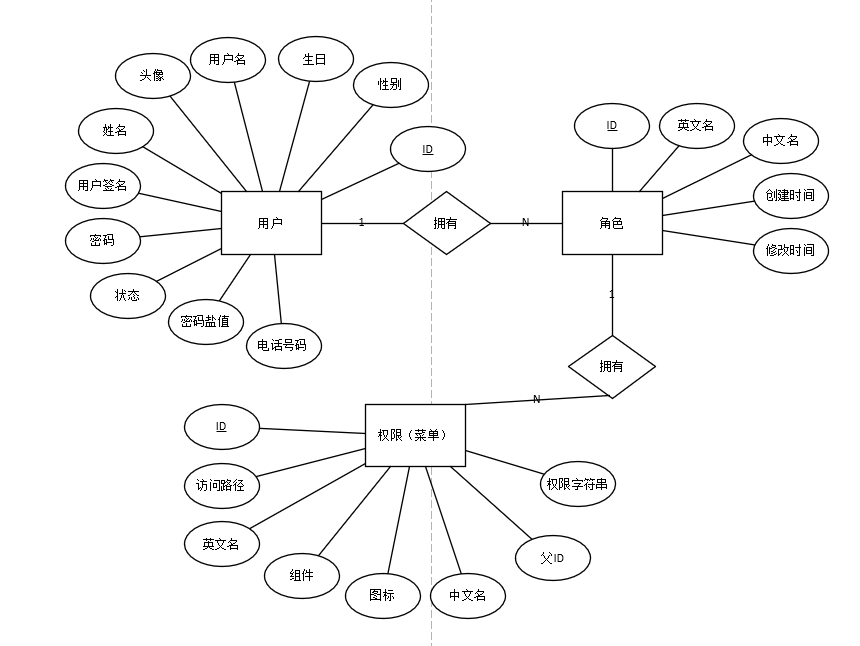 用户名
生日
头像
性别
姓名
ID
用户签名
密码
状态
密码盐值
电话号码
用户
1
拥有
N
角色
ID
英文名
中文名
创建时间
修改时间
1
拥有
N
权限（菜单）
ID
访问路径
英文名
组件
图标
中文名
父ID
权限字符串